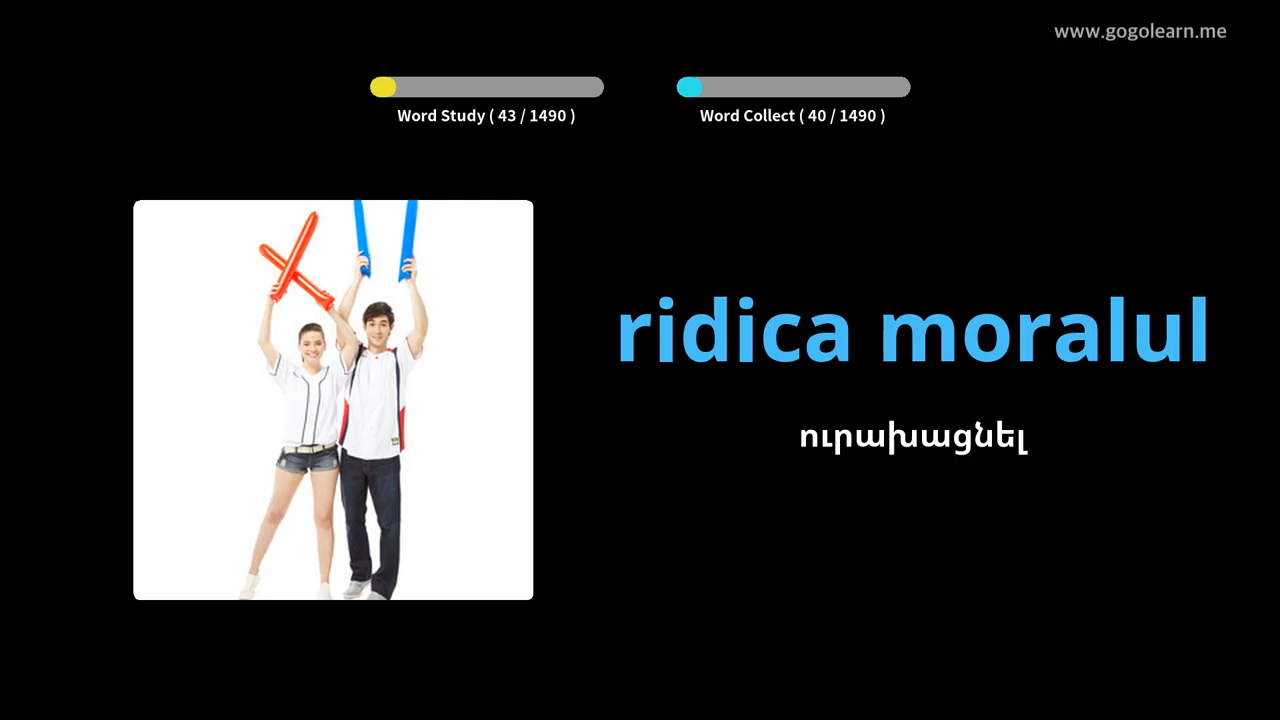 www.gogolearn.me
Word Study ( 43 / 1490 )
Word Collect ( 40 / 1490 )
ridica moralul
ուրախացնել